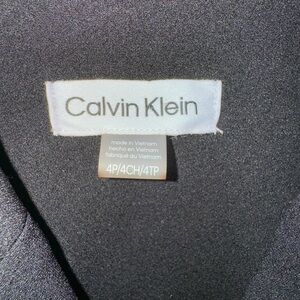 Calvin Klein
made in Vietnam
hecho en Vietnam
fabriqué au Vietnam
4P/4CH/4TP